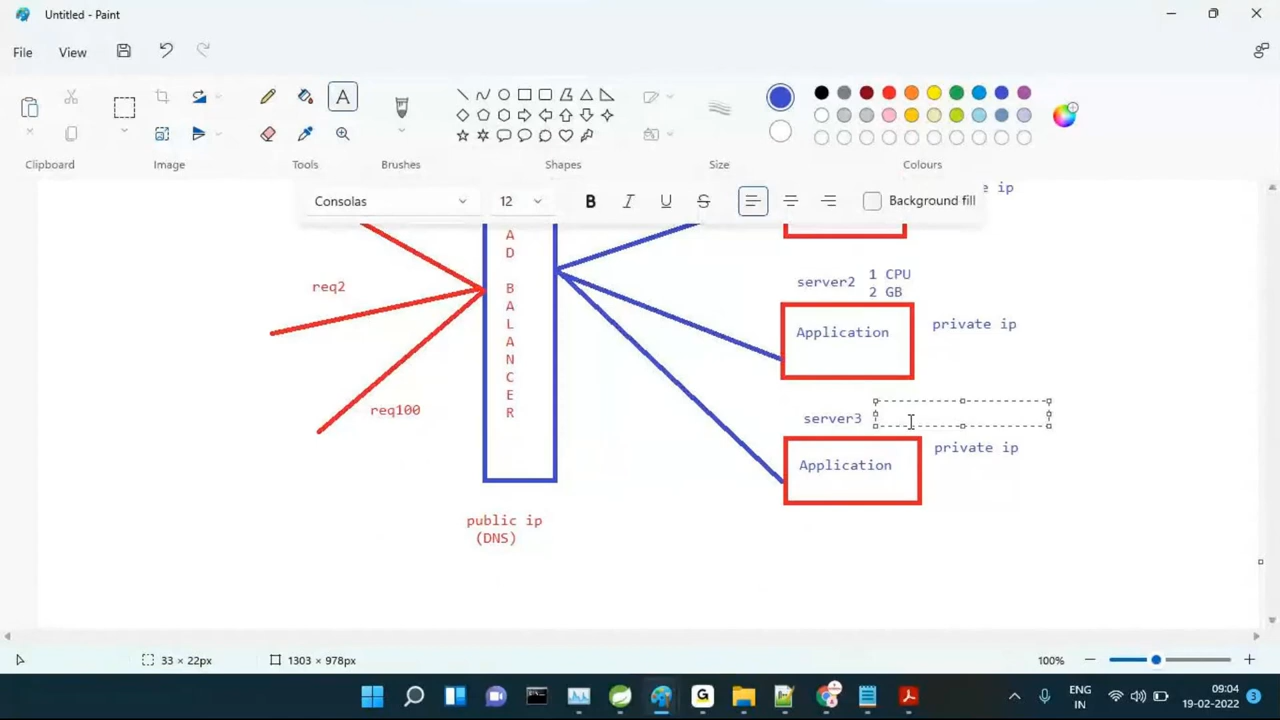 Untitled - Paint
File
View
Clipboard
Image
Tools
Brushes
Shapes
Size
Colours
Consolas
12
B
I
U
S
Background fill
A
e ip
A
D
B
A
L
A
N
C
E
R
req2
req100
public ip
(DNS)
server2
1 CPU
2 GB
Application
private ip
server3
private ip
Application
33 × 22px
1303 × 978px
100%
G
ENG
IN
09:04
19-02-2022
3